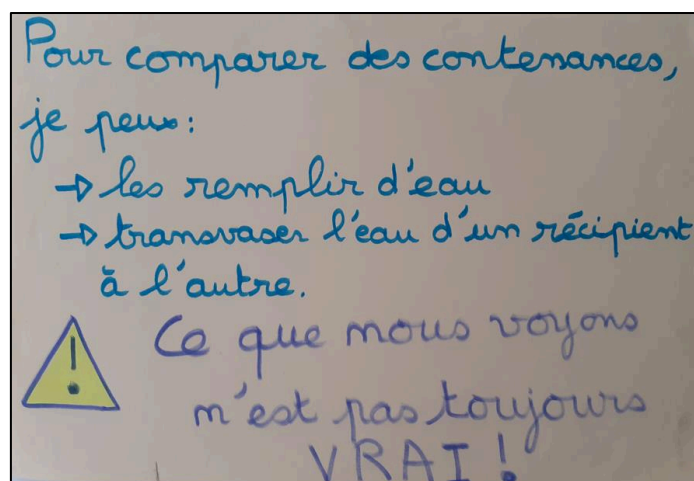 Pour comparer des contenances,
je peux:
→ les remplir d'eau
→ transvaser l'eau d'un récipient
à l'autre.
! Ce que nous voyons
n'est pas toujours
VRAI !